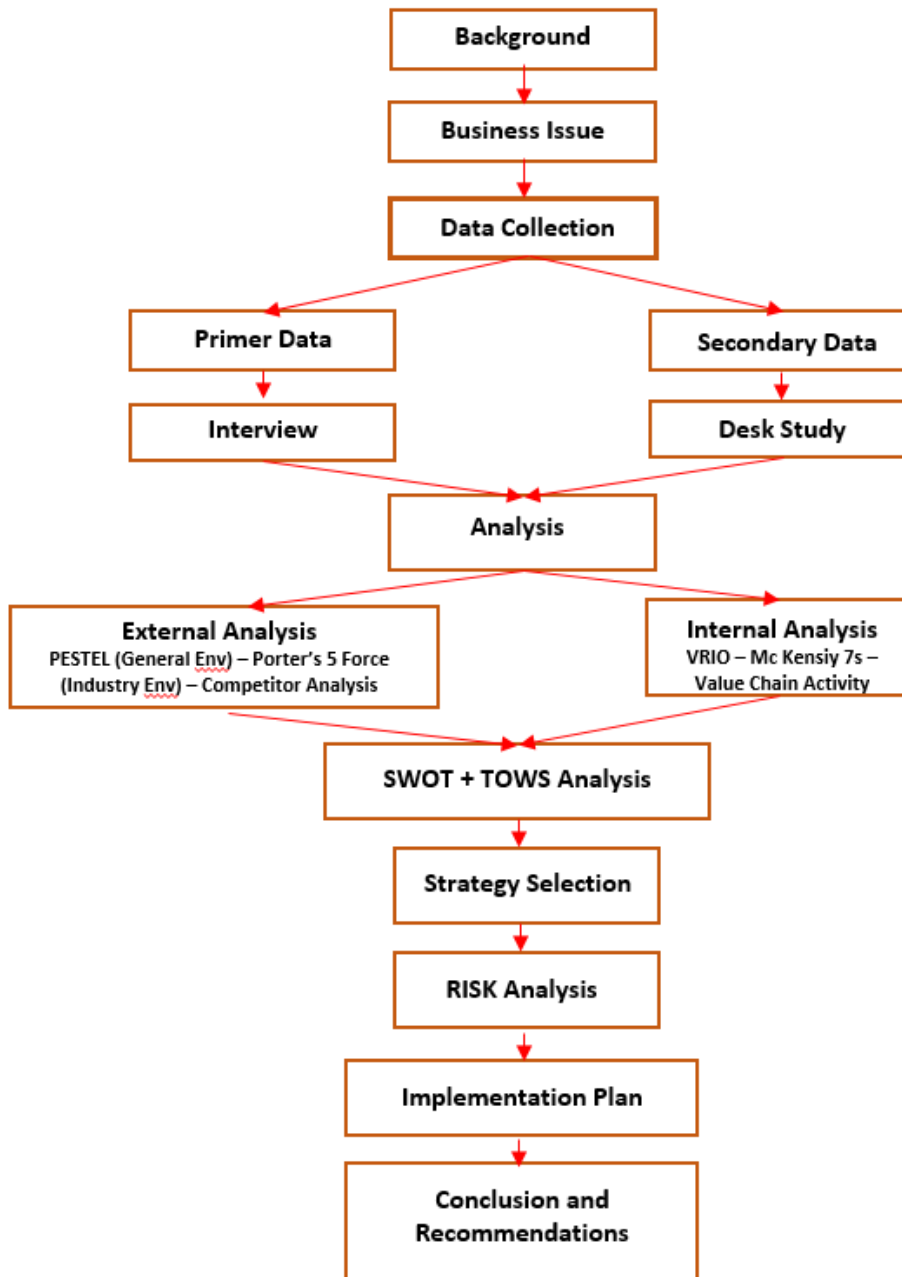 Background
Business Issue
Data Collection
Primer Data
Secondary Data
Interview
Desk Study
Analysis
External Analysis
PESTEL (General Env) – Porter's 5 Force
(Industry Env) – Competitor Analysis
Internal Analysis
VRIO – Mc Kensiy 7s –
Value Chain Activity
SWOT + TOWS Analysis
Strategy Selection
RISK Analysis
Implementation Plan
Conclusion and
Recommendations